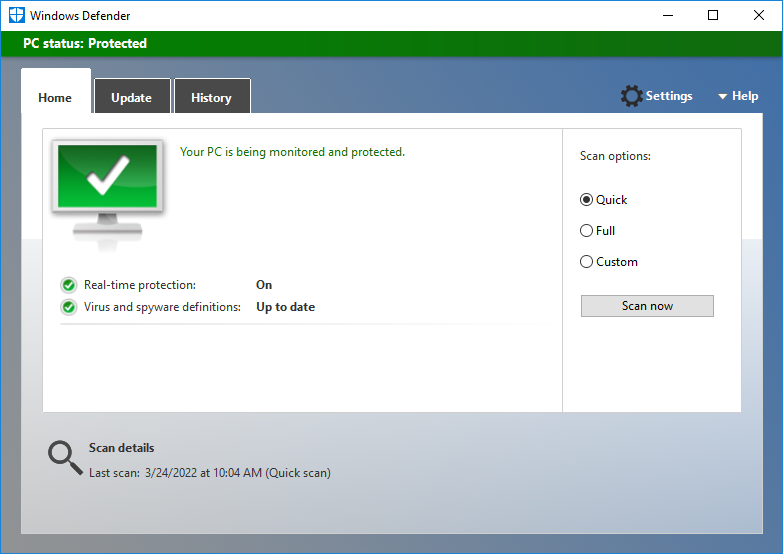 Windows Defender
PC status: Protected
Home
Update
History
Settings
Help
Your PC is being monitored and protected.
Scan options:
Quick
Full
Custom
Scan now
Real-time protection: On
Virus and spyware definitions: Up to date
Scan details
Last scan: 3/24/2022 at 10:04 AM (Quick scan)